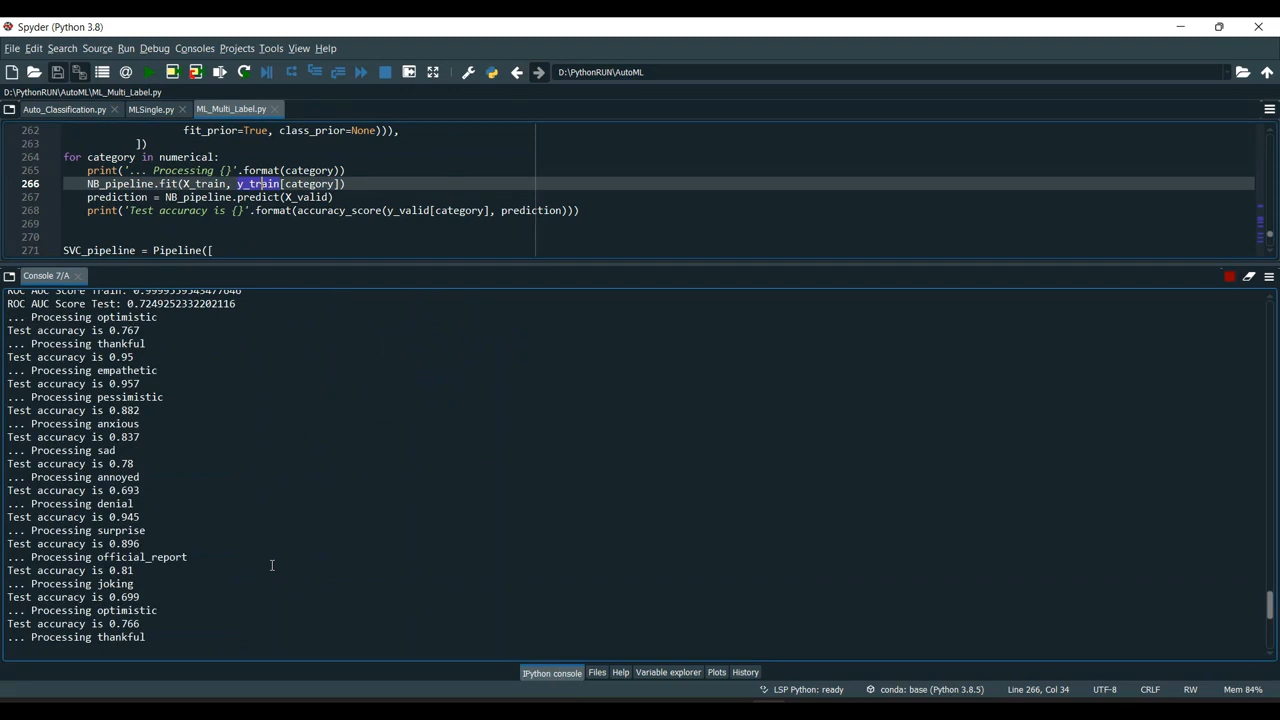 Spyder (Python 3.8)
File Edit Search Source Run Debug Consoles Projects Tools View Help
D:\PythonRUN\AutoML
D:\PythonRUN\AutoML\ML_Multi_Label.py
Auto_Classification.py MLSingle.py ML_Multi_Label.py
262 fit_prior=True, class_prior=None))),
263 ])
264 for category in numerical:
265 print('... Processing {}'.format(category))
266 NB_pipeline.fit(X_train, y_train[category])
267 prediction = NB_pipeline.predict(X_valid)
268 print('Test accuracy is {}'.format(accuracy_score(y_valid[category], prediction)))
269
270
271 SVC_pipeline = Pipeline([
Console 7/A
ROC AUC Score Test: 0.7249252332202116
... Processing optimistic
Test accuracy is 0.767
... Processing thankful
Test accuracy is 0.95
... Processing empathetic
Test accuracy is 0.957
... Processing pessimistic
Test accuracy is 0.882
... Processing anxious
Test accuracy is 0.837
... Processing sad
Test accuracy is 0.78
... Processing annoyed
Test accuracy is 0.693
... Processing denial
Test accuracy is 0.945
... Processing surprise
Test accuracy is 0.896
... Processing official_report
Test accuracy is 0.81
... Processing joking
Test accuracy is 0.699
... Processing optimistic
Test accuracy is 0.766
... Processing thankful
IPython console Files Help Variable explorer Plots History
LSP Python: ready conda: base (Python 3.8.5) Line 266, Col 34 UTF-8 CRLF RW Mem 84%